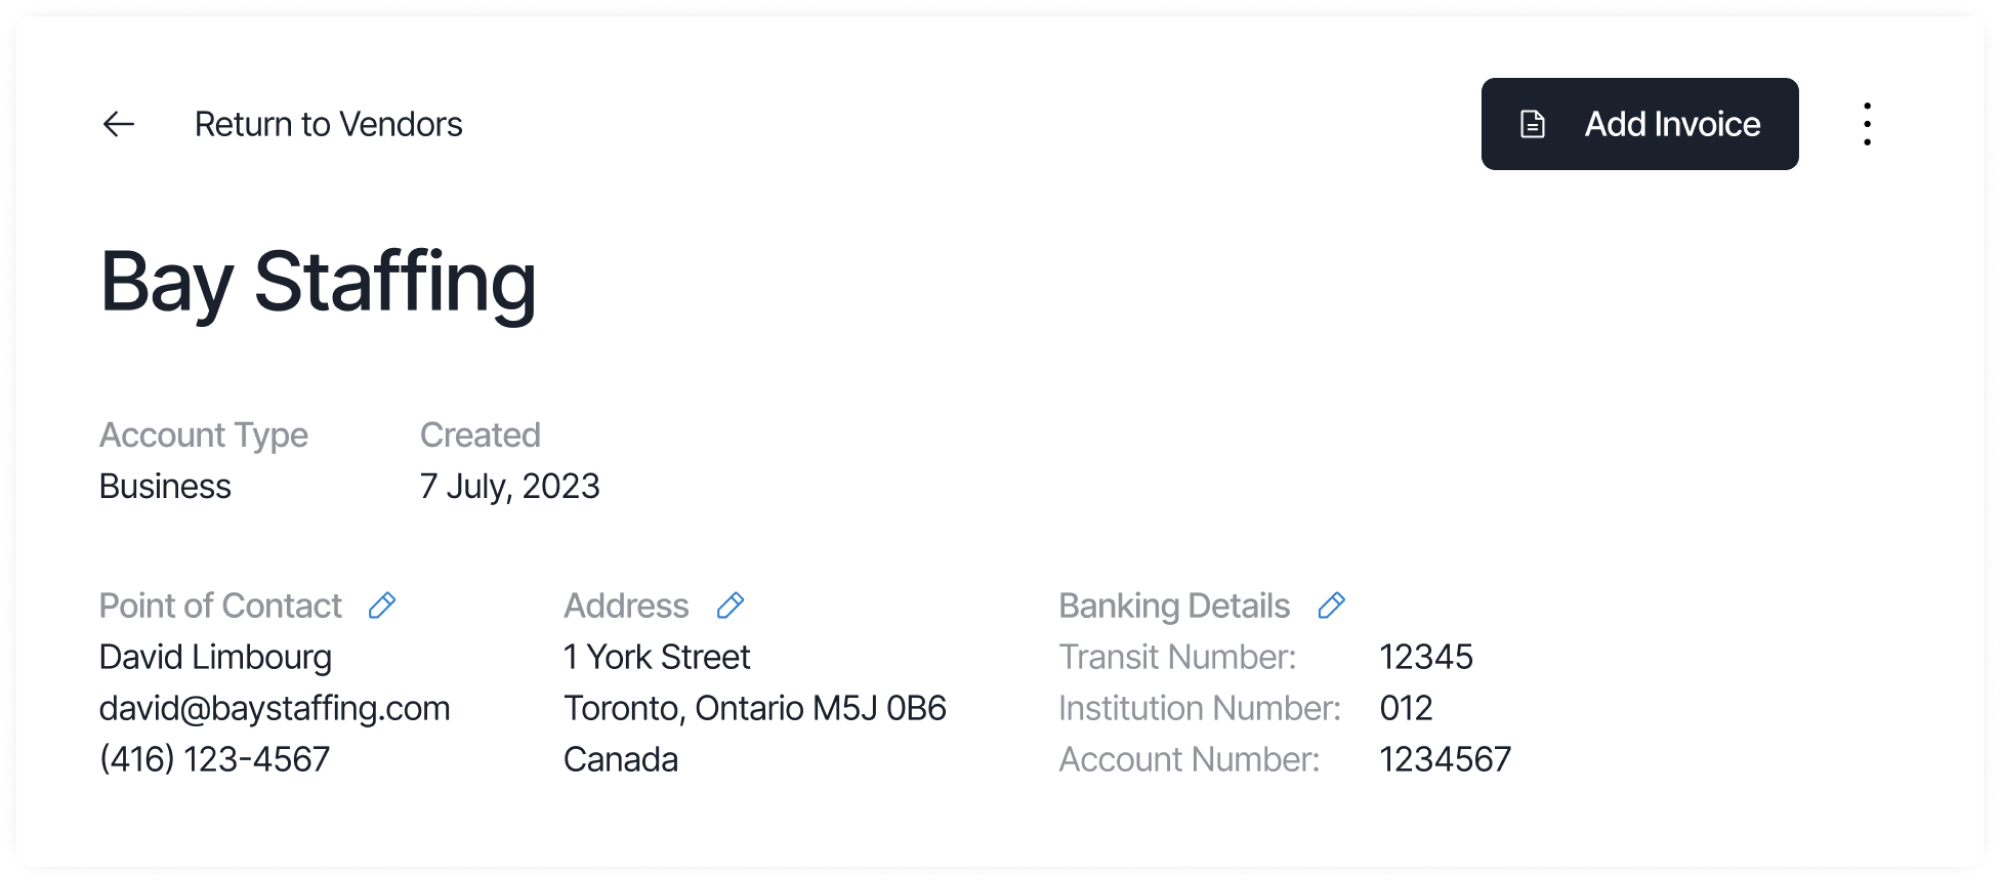 Return to Vendors
Add Invoice
Bay Staffing
Account Type
Business
Created
7 July, 2023
Point of Contact
David Limbourg
david@baystaffing.com
(416) 123-4567
Address
1 York Street
Toronto, Ontario M5J 0B6
Canada
Banking Details
Transit Number: 12345
Institution Number: 012
Account Number: 1234567